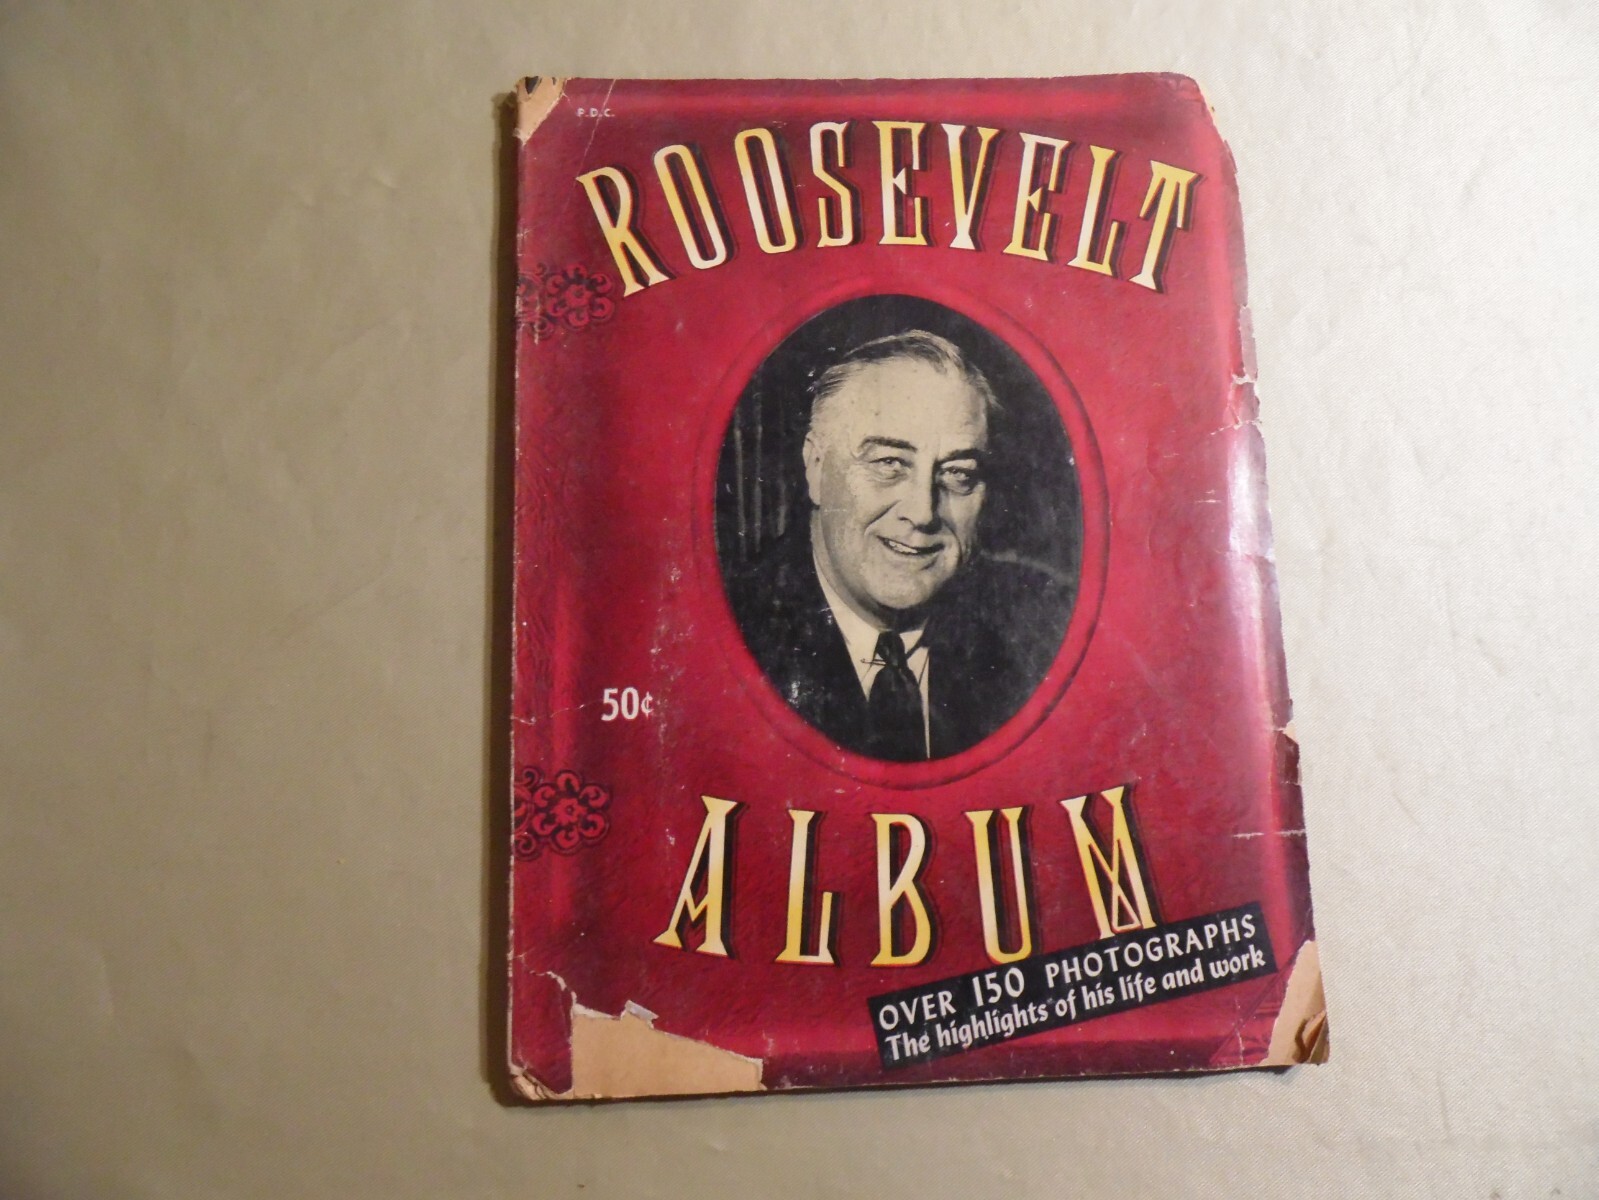 P.D.C.
ROOSEVELT
50¢
ALBUM
OVER 150 PHOTOGRAPHS
The highlights of his life and work